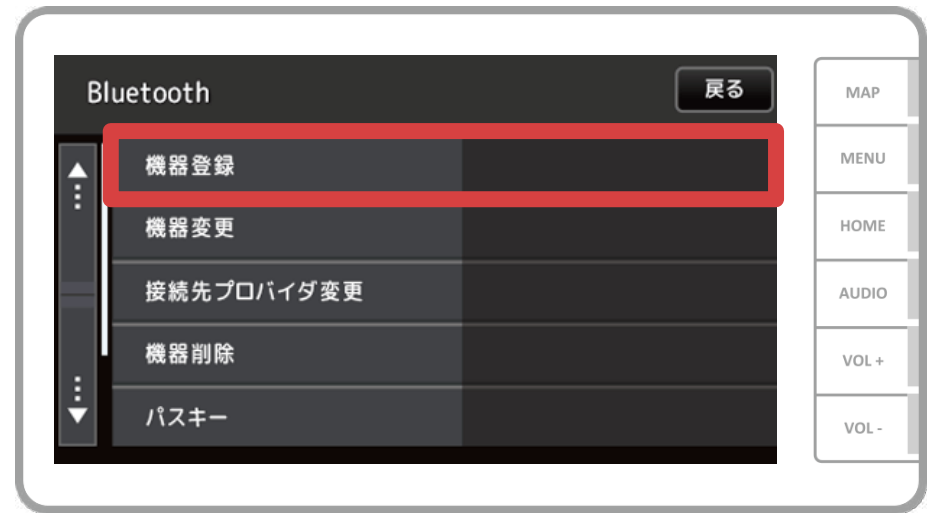 Bluetooth
戻る
機器登録
機器変更
接続先プロバイダ変更
機器削除
パスキー
MAP
MENU
HOME
AUDIO
VOL +
VOL -